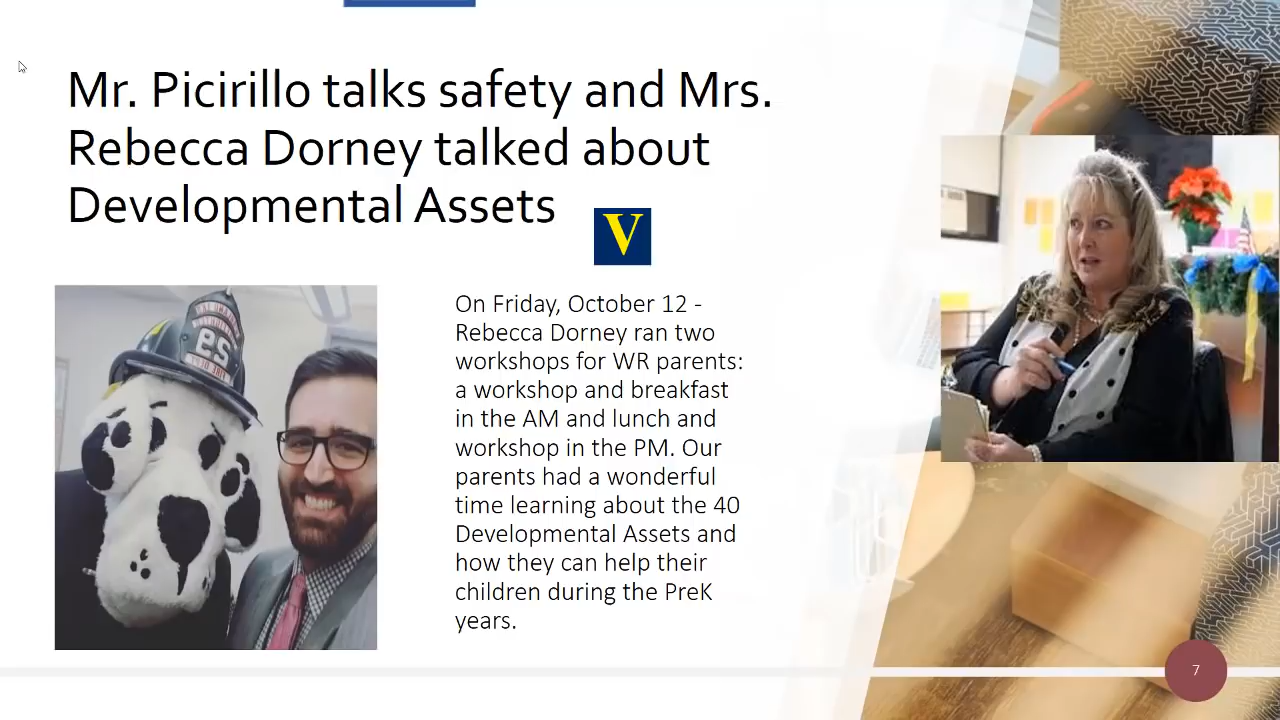 Mr. Picirillo talks safety and Mrs.
Rebecca Dorney talked about
Developmental Assets
V
On Friday, October 12 -
Rebecca Dorney ran two
workshops for WR parents:
a workshop and breakfast
in the AM and lunch and
workshop in the PM. Our
parents had a wonderful
time learning about the 40
Developmental Assets and
how they can help their
children during the PreK
years.
7